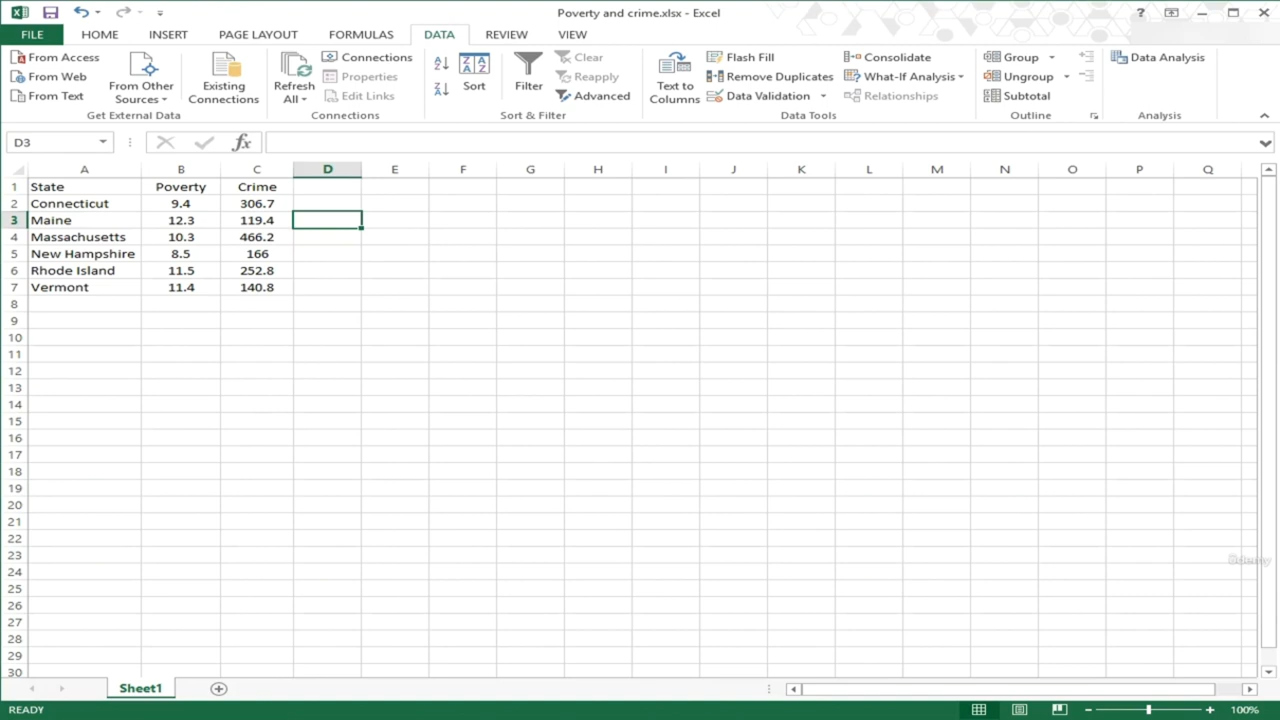 Poverty and crime.xlsx - Excel
FILE HOME INSERT PAGE LAYOUT FORMULAS DATA REVIEW VIEW
From Access
From Web
From Text
From Other Sources
Existing Connections
Get External Data
Refresh All
Connections
Properties
Edit Links
Connections
Sort
Filter
Clear
Reapply
Advanced
Sort & Filter
Text to Columns
Flash Fill
Remove Duplicates
Data Validation
Consolidate
What-If Analysis
Relationships
Data Tools
Group
Ungroup
Subtotal
Outline
Data Analysis
Analysis
D3 fx
A B C D E F G H I J K L M N O P Q
1 State Poverty Crime
2 Connecticut 9.4 306.7
3 Maine 12.3 119.4
4 Massachusetts 10.3 466.2
5 New Hampshire 8.5 166
6 Rhode Island 11.5 252.8
7 Vermont 11.4 140.8
8
9
10
11
12
13
14
15
16
17
18
19
20
21
22
23
24
25
26
27
28
29
30
Udemy
Sheet1
READY 100%